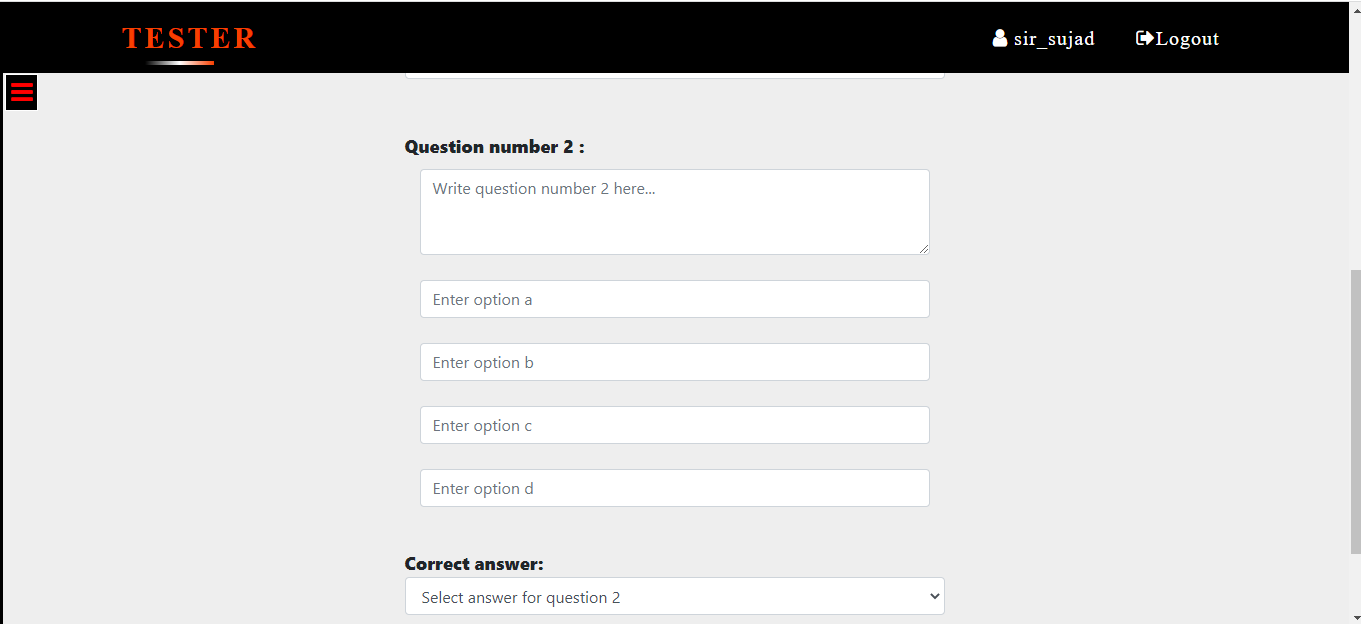 TESTER
sir_sujad
Logout
Question number 2 :
Write question number 2 here...
Enter option a
Enter option b
Enter option c
Enter option d
Correct answer:
Select answer for question 2